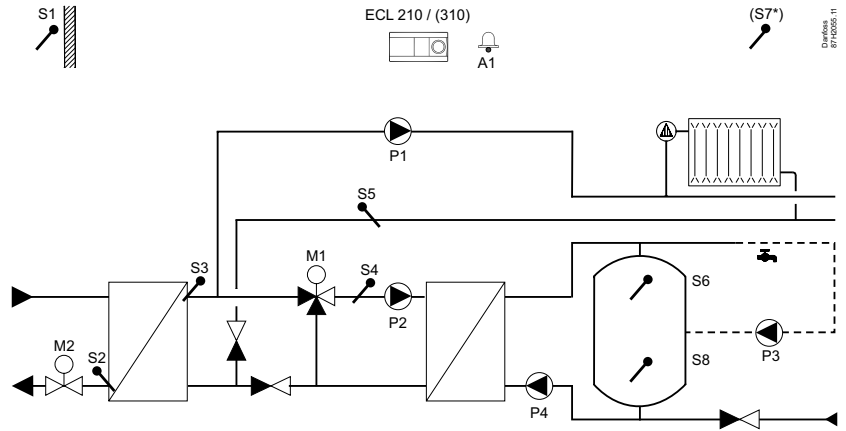 S1
ECL 210 / (310)
A1
(S7*)
Danfoss
87H2055.11
P1
S5
S3
M1
S4
P2
S6
M2
S2
S8
P3
P4